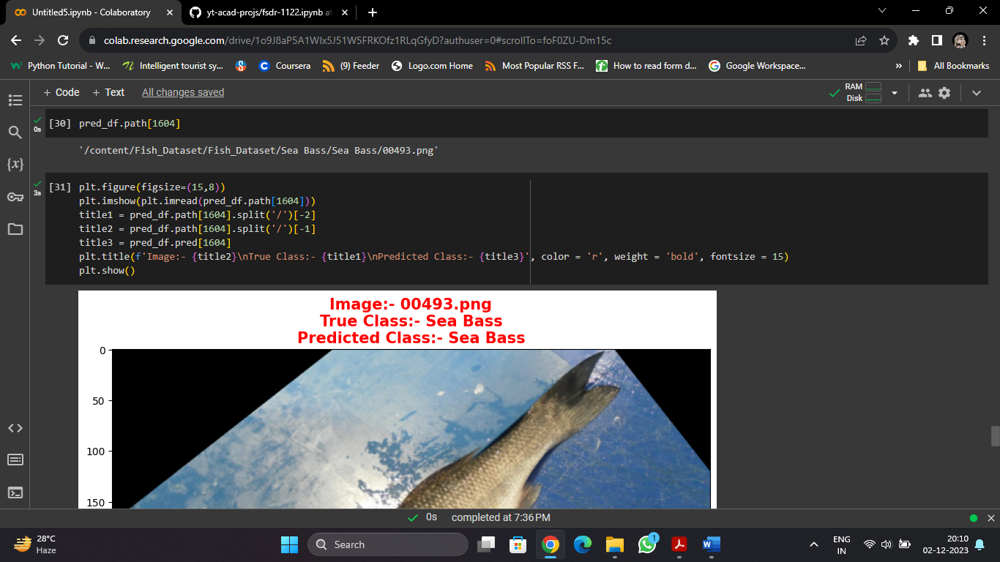 Untitled5.ipynb - Colaboratory
yt-acad-projs/fsdr-1122.ipynb at
colab.research.google.com/drive/1o9J8aP5A1Wlx5J51W5FRKOfz1RLqGfyD?authuser=0#scrollTo=foF0ZU-Dm15c
Python Tutorial - W...
Intelligent tourist sy...
Coursera
(9) Feeder
Logo.com Home
Most Popular RSS F...
How to read form d...
Google Workspace...
»
All Bookmarks
+ Code
+ Text
All changes saved
RAM
Disk
0s
[30] pred_df.path[1604]
'/content/Fish_Dataset/Fish_Dataset/Sea Bass/Sea Bass/00493.png'
3s
[31] plt.figure(figsize=(15,8))
plt.imshow(plt.imread(pred_df.path[1604]))
title1 = pred_df.path[1604].split('/')[-2]
title2 = pred_df.path[1604].split('/')[-1]
title3 = pred_df.pred[1604]
plt.title(f'Image:- {title2}\nTrue Class:- {title1}\nPredicted Class:- {title3}', color = 'r', weight = 'bold', fontsize = 15)
plt.show()
Image:- 00493.png
True Class:- Sea Bass
Predicted Class:- Sea Bass
0
50
100
150
{x}
0s completed at 7:36 PM
28°C
Haze
Search
1
ENG
IN
20:10
02-12-2023